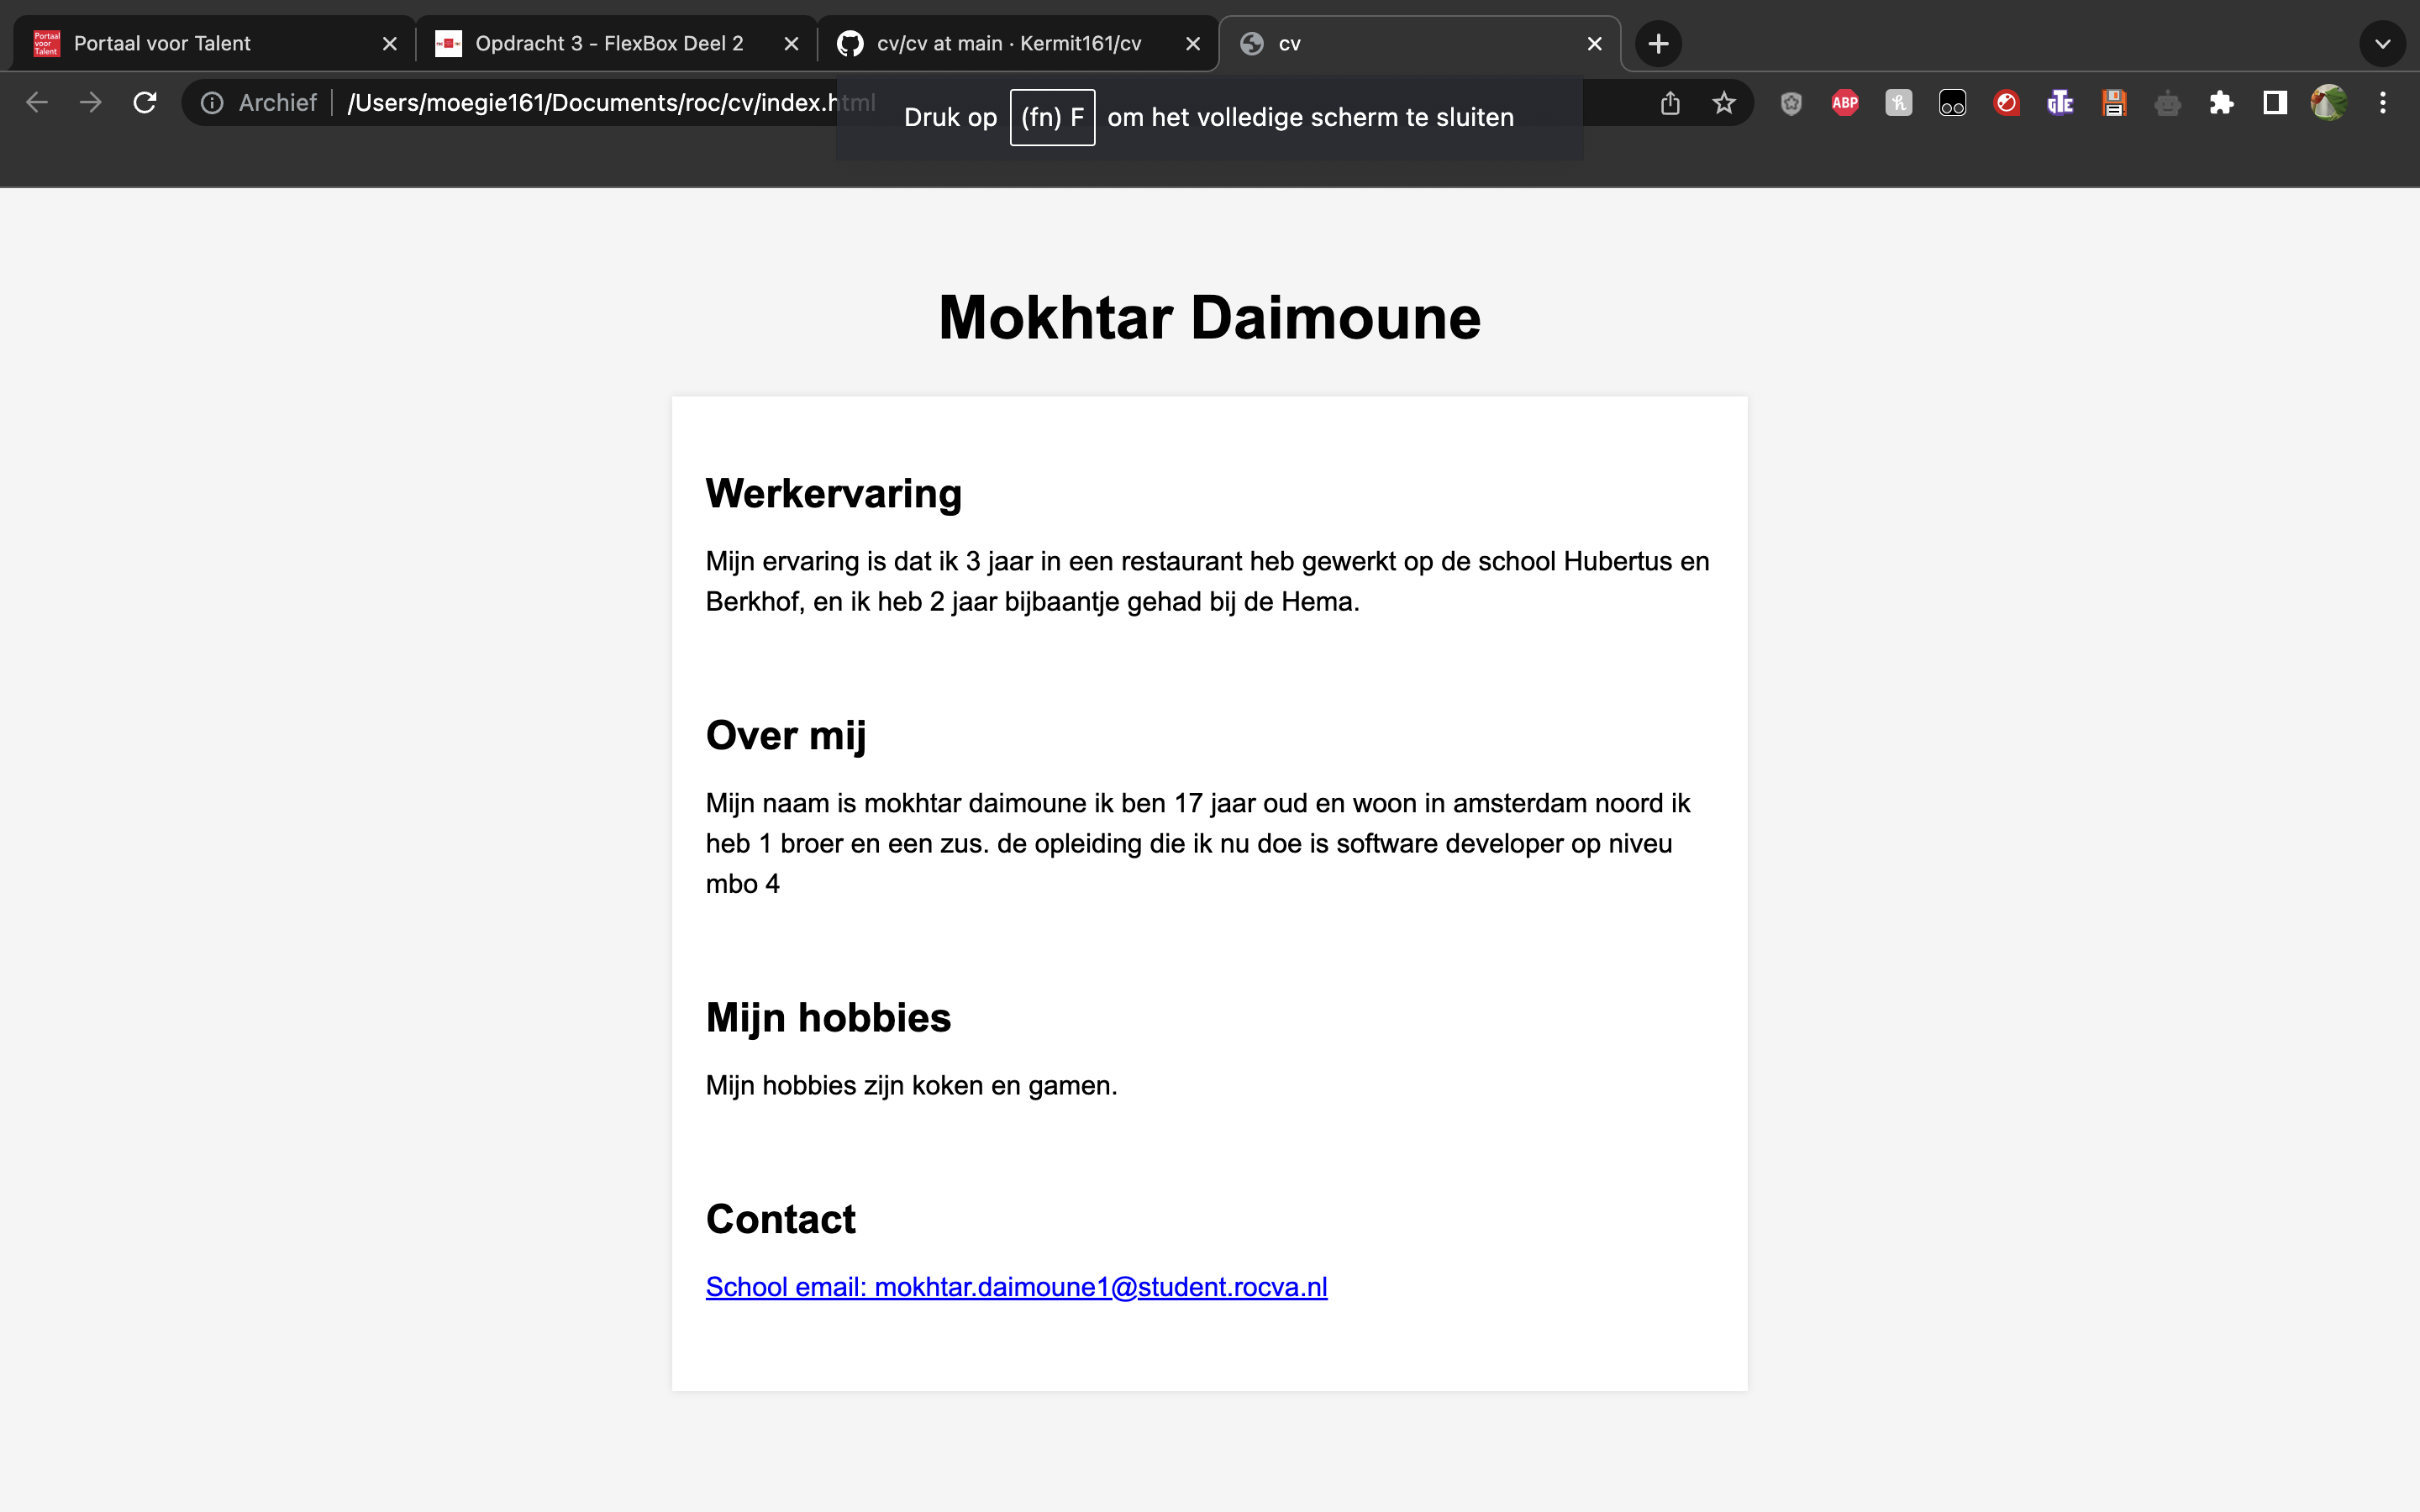 Portaal voor Talent
Portaal voor Talent
Opdracht 3 - FlexBox Deel 2
cv/cv at main · Kermit161/cv
cv
Archief
/Users/moegie161/Documents/roc/cv/index.html
Druk op (fn) F om het volledige scherm te sluiten
ABP
GTE
Mokhtar Daimoune
Werkervaring
Mijn ervaring is dat ik 3 jaar in een restaurant heb gewerkt op de school Hubertus en
Berkhof, en ik heb 2 jaar bijbaantje gehad bij de Hema.
Over mij
Mijn naam is mokhtar daimoune ik ben 17 jaar oud en woon in amsterdam noord ik
heb 1 broer en een zus. de opleiding die ik nu doe is software developer op niveu
mbo 4
Mijn hobbies
Mijn hobbies zijn koken en gamen.
Contact
School email: mokhtar.daimoune1@student.rocva.nl